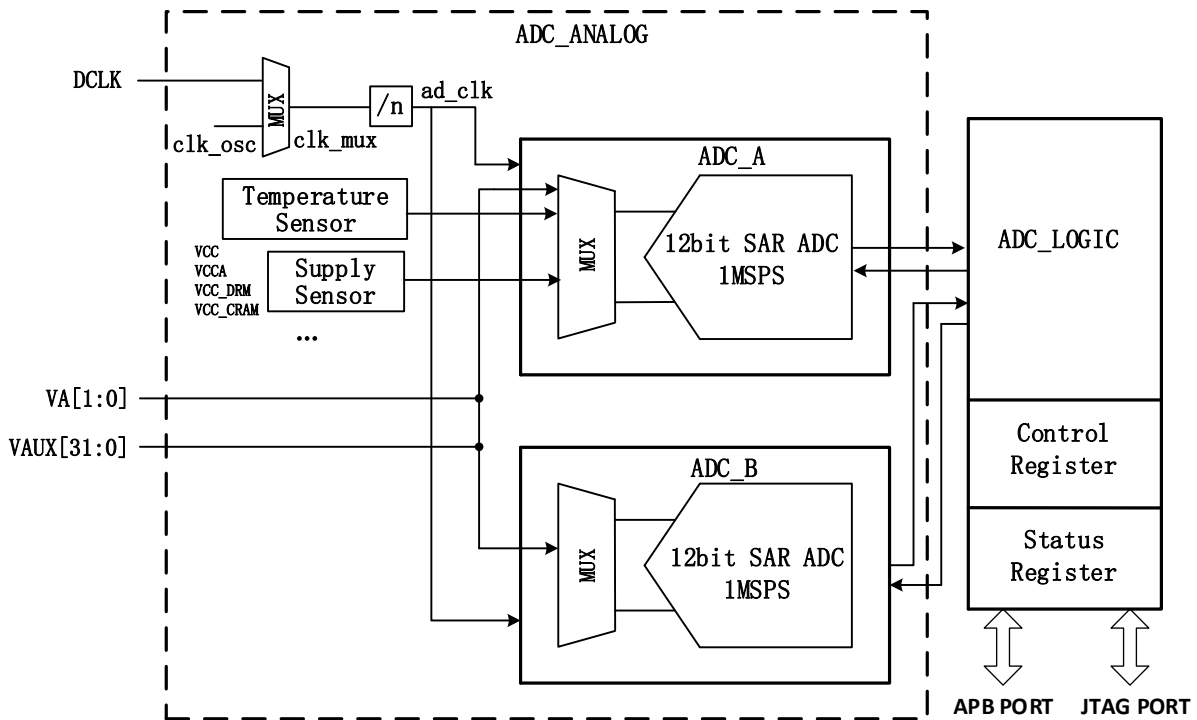 ADC_ANALOG
DCLK
MUX
/n
ad_clk
clk_osc
clk_mux
ADC_A
Temperature
Sensor
VCC
VCCA
VCC_DRM
VCC_CRAM
Supply
Sensor
...
MUX
12bit SAR ADC
1MSPS
ADC_LOGIC
VA[1:0]
VAUX[31:0]
ADC_B
MUX
12bit SAR ADC
1MSPS
Control
Register
Status
Register
APB PORT
JTAG PORT